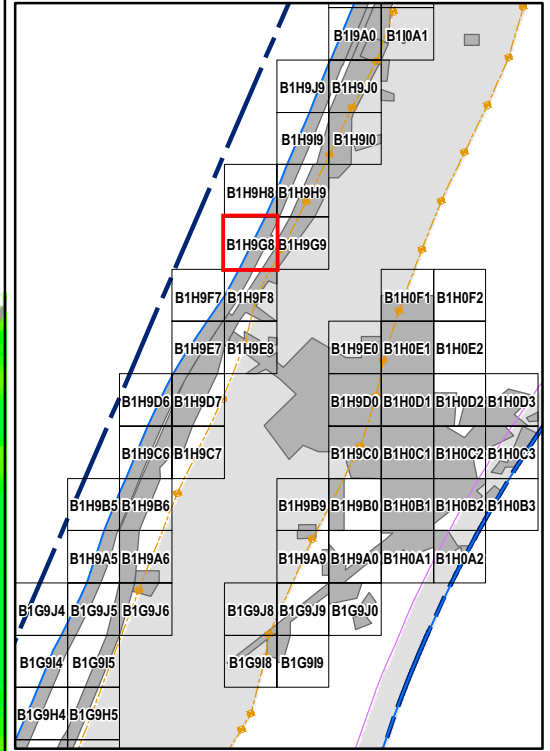 B1I9A0 B1I0A1
B1H9J9 B1H9J0
B1H9I9 B1H9I0
B1H9H8 B1H9H9
B1H9G8 B1H9G9
B1H9F7 B1H9F8 B1H0F1 B1H0F2
B1H9E7 B1H9E8 B1H9E0 B1H0E1 B1H0E2
B1H9D6 B1H9D7 B1H9D0 B1H0D1 B1H0D2 B1H0D3
B1H9C6 B1H9C7 B1H9C0 B1H0C1 B1H0C2 B1H0C3
B1H9B5 B1H9B6 B1H9B9 B1H9B0 B1H0B1 B1H0B2 B1H0B3
B1H9A5 B1H9A6 B1H9A9 B1H9A0 B1H0A1 B1H0A2
B1G9J4 B1G9J5 B1G9J6 B1G9J8 B1G9J9 B1G9J0
B1G9I4 B1G9I5 B1G9I8 B1G9I9
B1G9H4 B1G9H5